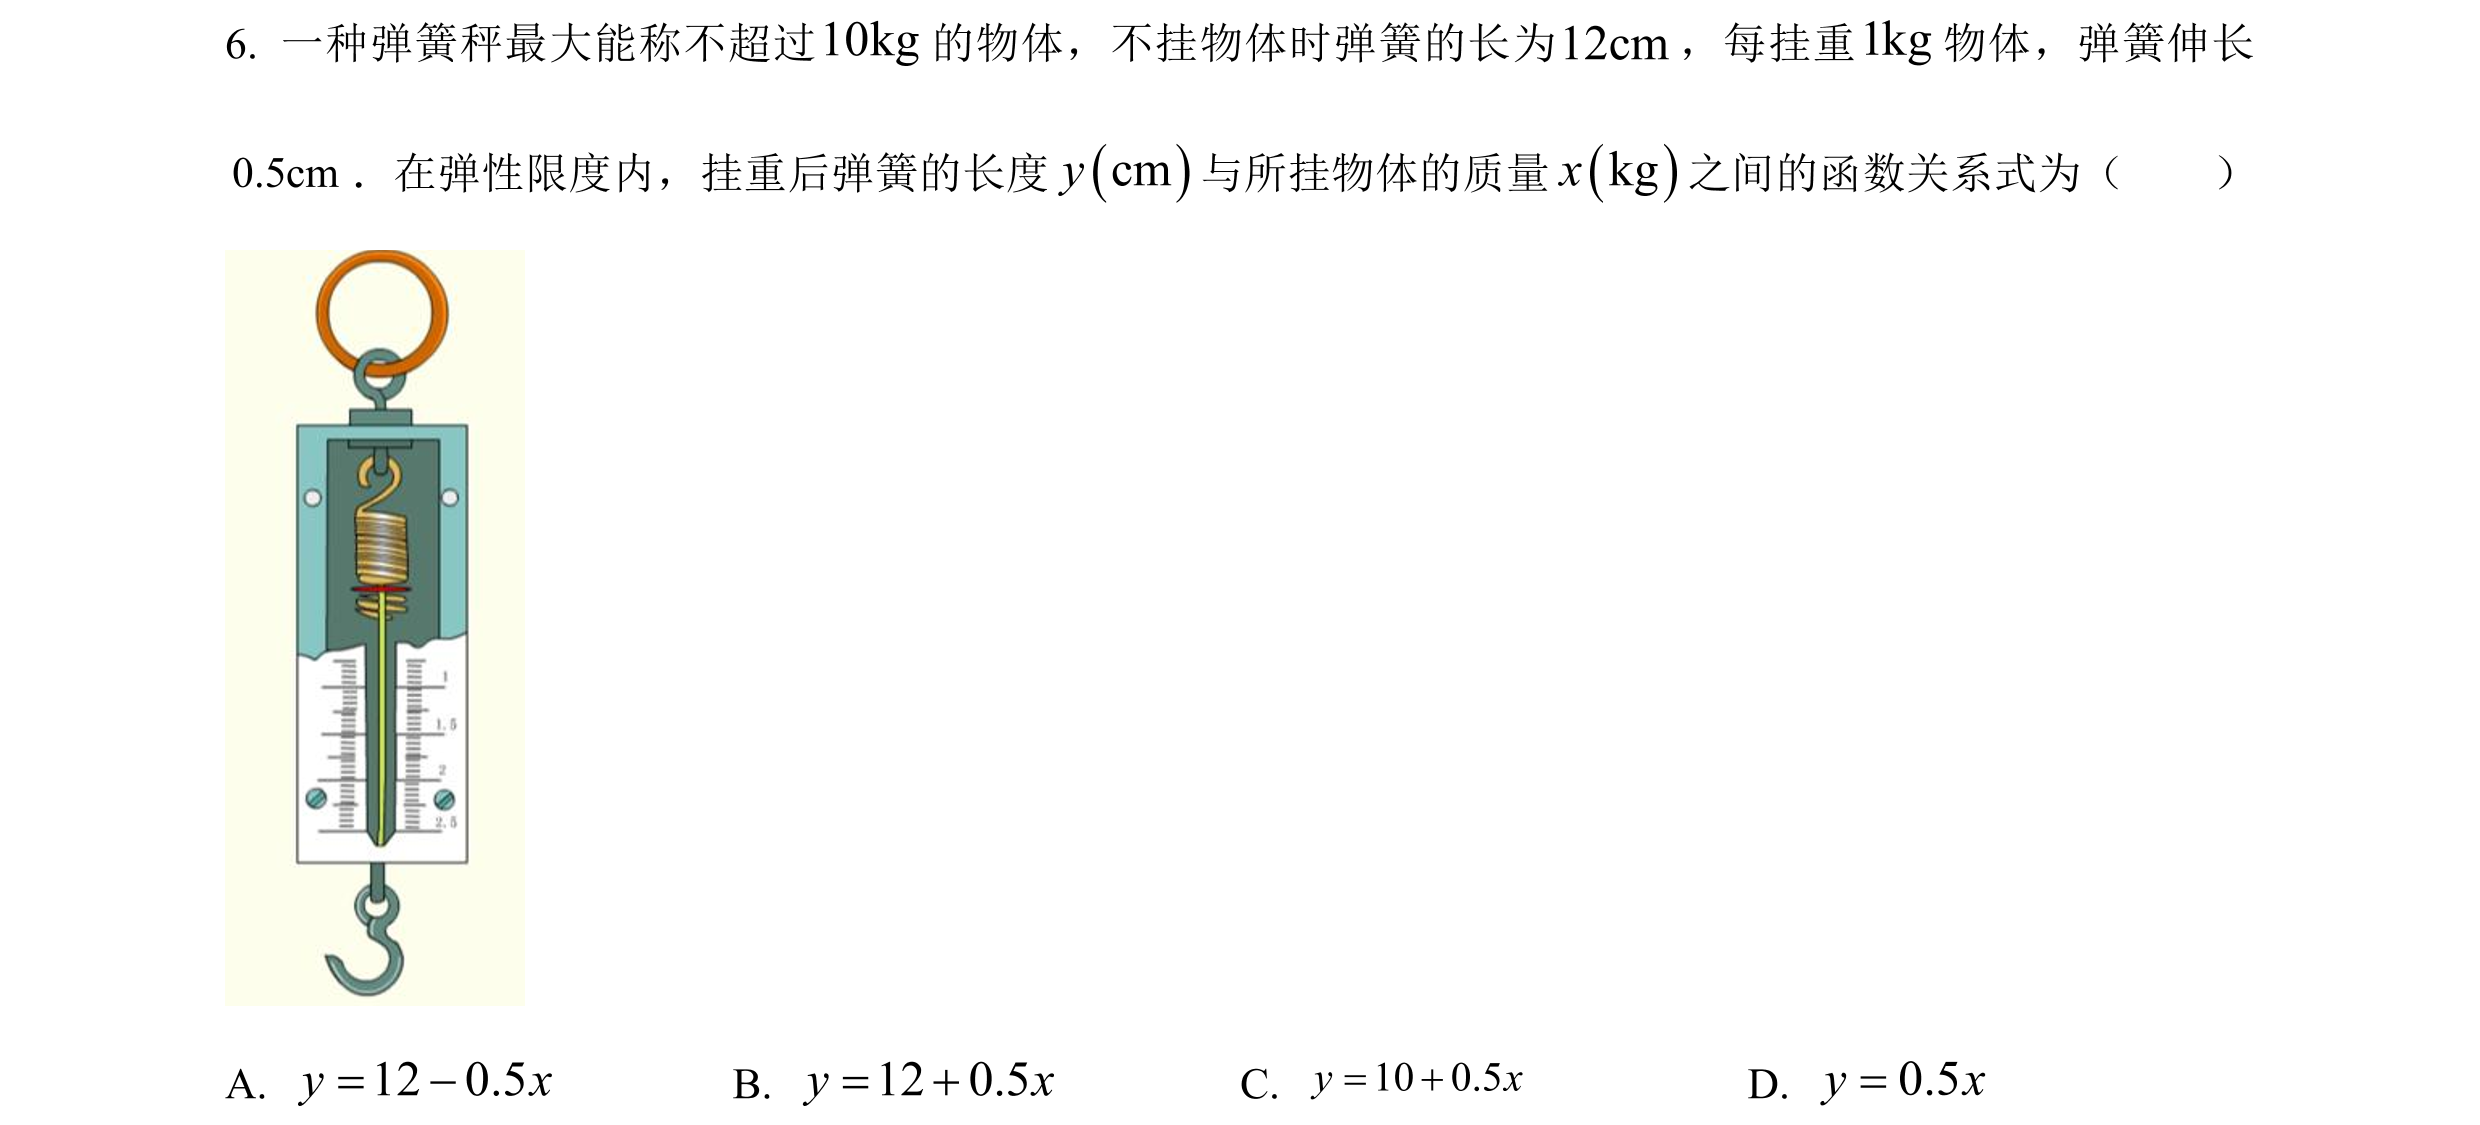 6. 一种弹簧秤最大能称不超过10kg的物体，不挂物体时弹簧的长为12cm，每挂重1kg物体，弹簧伸长
0.5cm．在弹性限度内，挂重后弹簧的长度y(cm)与所挂物体的质量x(kg)之间的函数关系式为（　　）
1
1.5
2
2.5
A. y=12−0.5x B. y=12+0.5x C. y=10+0.5x D. y=0.5x